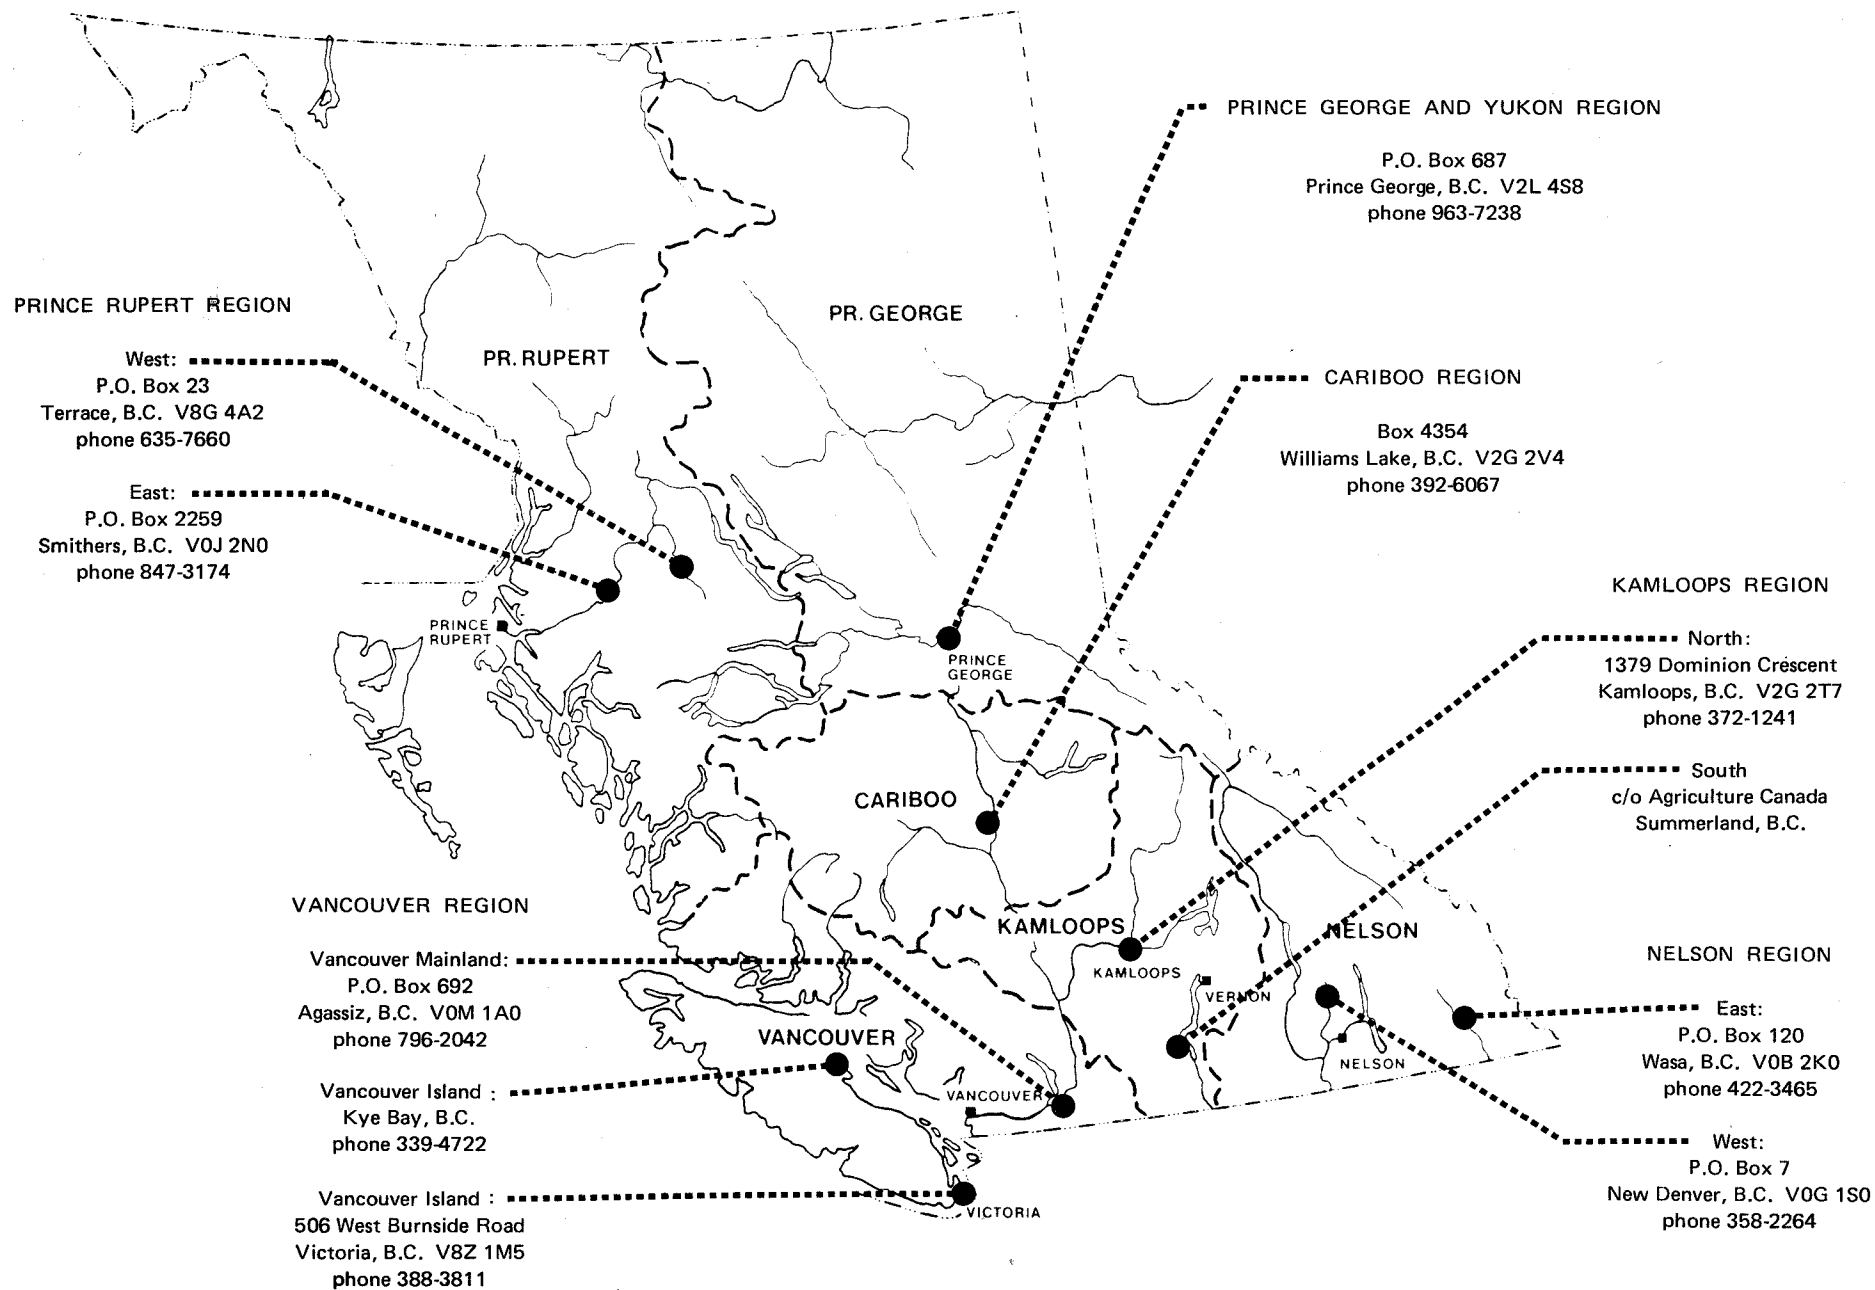 PRINCE GEORGE AND YUKON REGION
P.O. Box 687
Prince George, B.C. V2L 4S8
phone 963-7238
PRINCE RUPERT REGION
West:
P.O. Box 23
Terrace, B.C. V8G 4A2
phone 635-7660
East:
P.O. Box 2259
Smithers, B.C. V0J 2N0
phone 847-3174
PR. GEORGE
PR. RUPERT
CARIBOO REGION
Box 4354
Williams Lake, B.C. V2G 2V4
phone 392-6067
KAMLOOPS REGION
North:
1379 Dominion Crescent
Kamloops, B.C. V2G 2T7
phone 372-1241
South
c/o Agriculture Canada
Summerland, B.C.
PRINCE
RUPERT
PRINCE
GEORGE
CARIBOO
KAMLOOPS
NELSON
KAMLOOPS
VERNON
NELSON
VANCOUVER
VANCOUVER
VICTORIA
VANCOUVER REGION
Vancouver Mainland:
P.O. Box 692
Agassiz, B.C. V0M 1A0
phone 796-2042
Vancouver Island :
Kye Bay, B.C.
phone 339-4722
Vancouver Island :
506 West Burnside Road
Victoria, B.C. V8Z 1M5
phone 388-3811
NELSON REGION
East:
P.O. Box 120
Wasa, B.C. V0B 2K0
phone 422-3465
West:
P.O. Box 7
New Denver, B.C. V0G 1S0
phone 358-2264